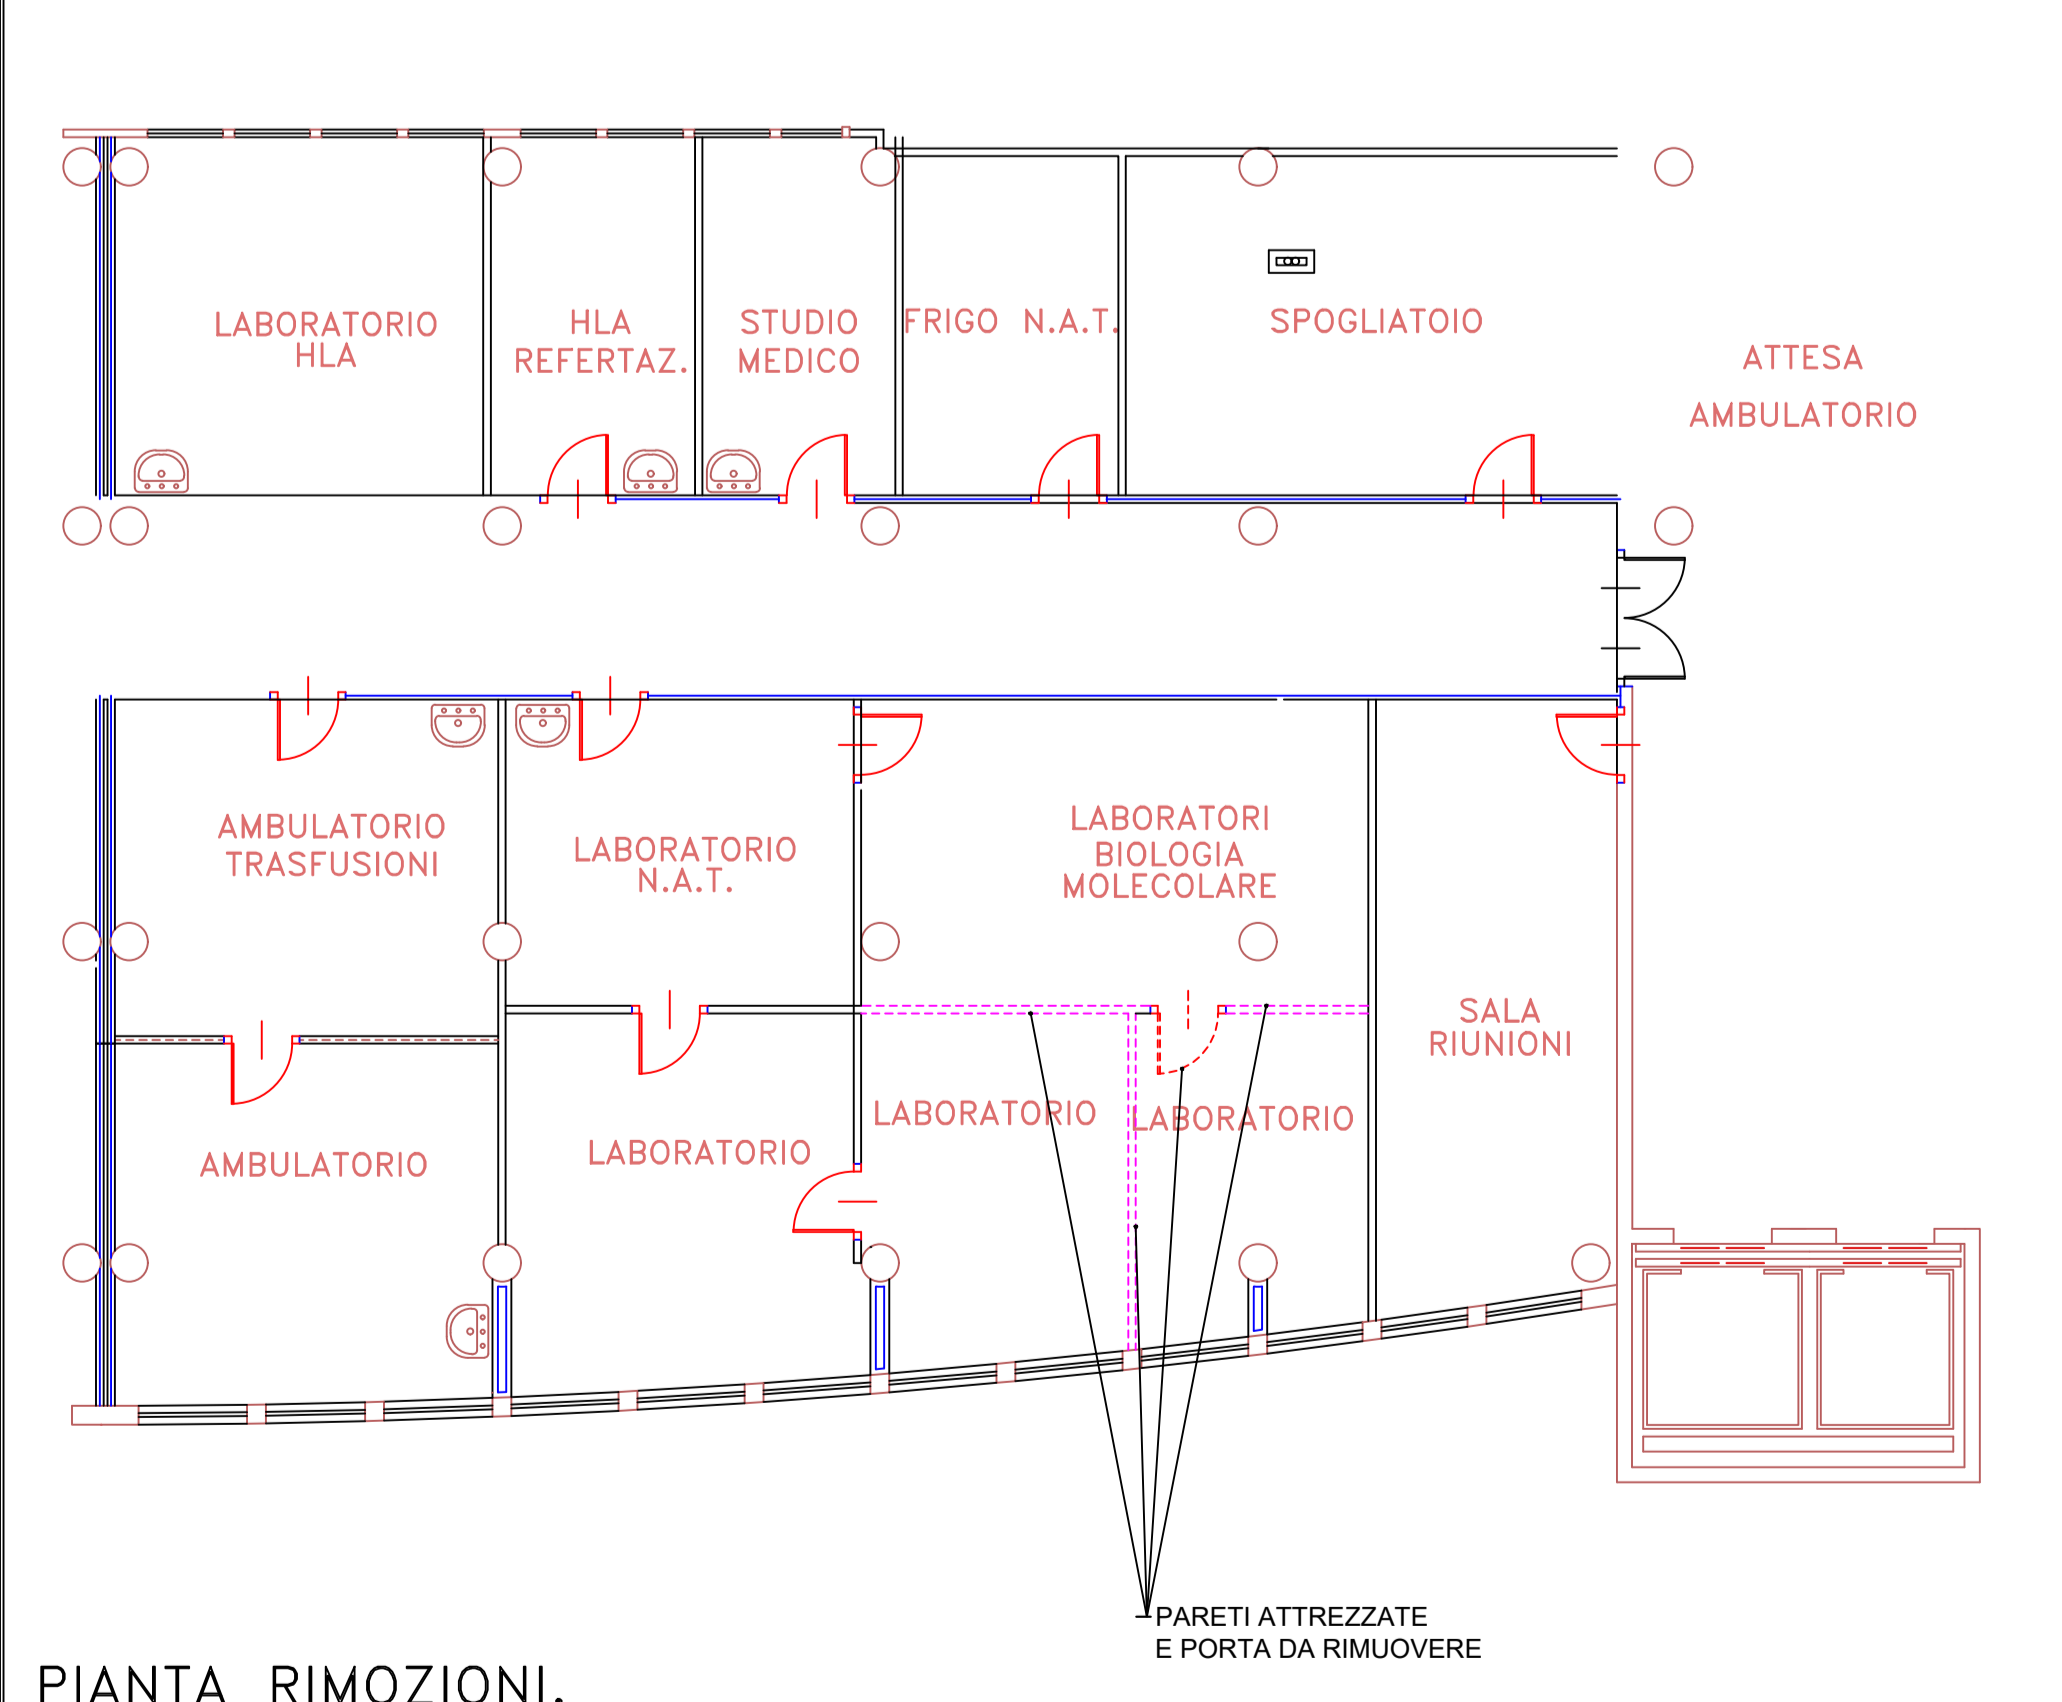 LABORATORIO
HLA
HLA
REFERTAZ.
STUDIO
MEDICO
FRIGO N.A.T.
SPOGLIATOIO
ATTESA
AMBULATORIO
AMBULATORIO
TRASFUSIONI
LABORATORIO
N.A.T.
LABORATORI
BIOLOGIA
MOLECOLARE
SALA
RIUNIONI
AMBULATORIO
LABORATORIO
LABORATORIO
LABORATORIO
PARETI ATTREZZATE
E PORTA DA RIMUOVERE
PIANTA RIMOZIONI.